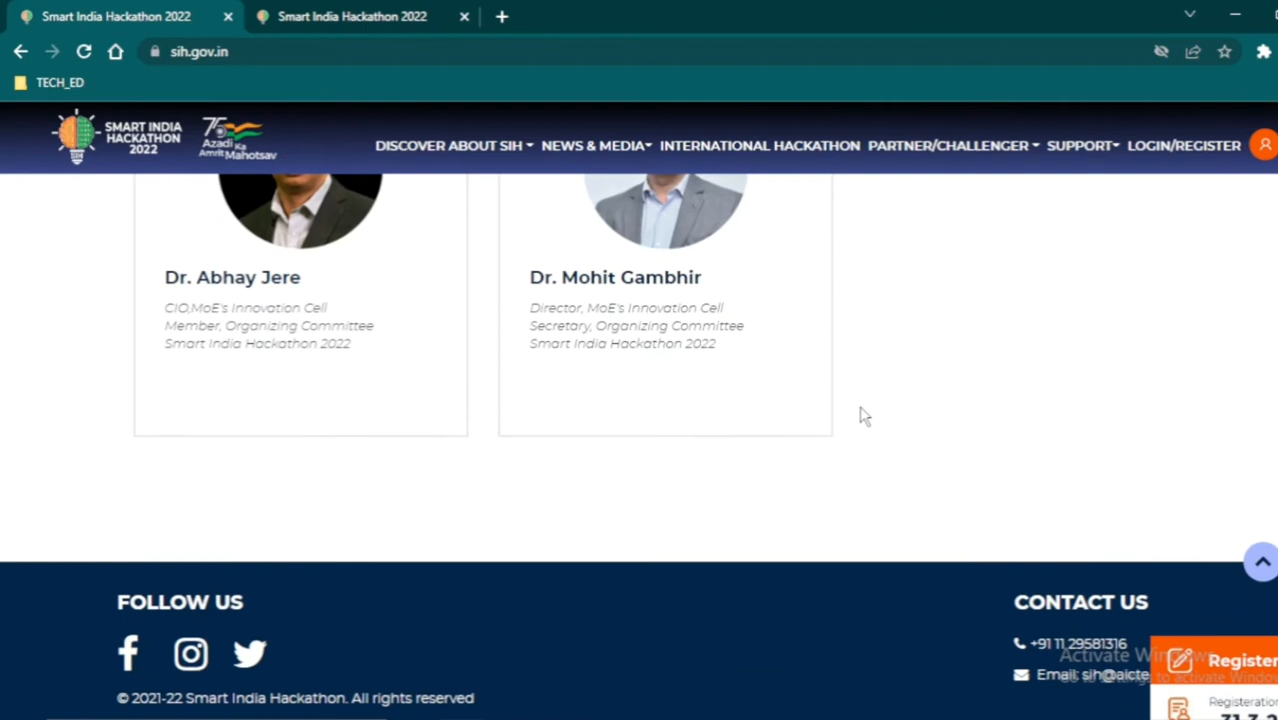 Smart India Hackathon 2022
Smart India Hackathon 2022
sih.gov.in
TECH_ED
SMART INDIA
HACKATHON
2022
75
Azadi Ka
Amrit Mahotsav
DISCOVER ABOUT SIH NEWS & MEDIA INTERNATIONAL HACKATHON PARTNER/CHALLENGER SUPPORT LOGIN/REGISTER
Dr. Abhay Jere
CIO,MoE's Innovation Cell
Member, Organizing Committee
Smart India Hackathon 2022
Dr. Mohit Gambhir
Director, MoE's Innovation Cell
Secretary, Organizing Committee
Smart India Hackathon 2022
FOLLOW US
© 2021-22 Smart India Hackathon. All rights reserved
CONTACT US
+91 11 29581316
Email: sih@aicte
Activate Windows
Register
Registeration